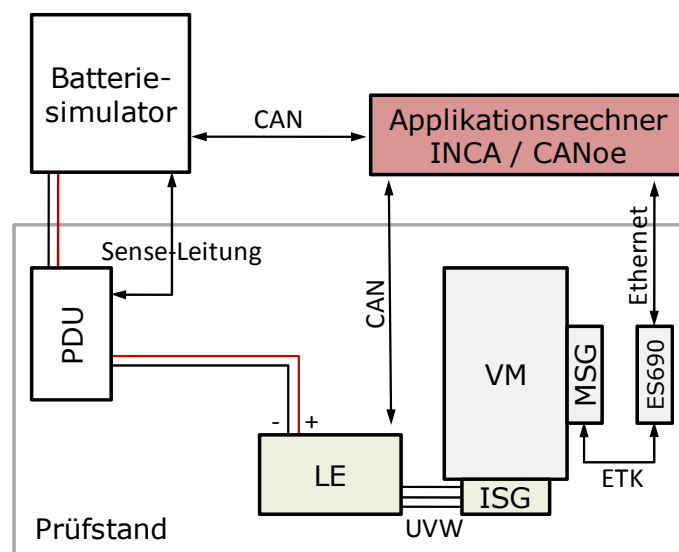 Batterie-
simulator
CAN
Applikationsrechner
INCA / CANoe
Sense-Leitung
Ethernet
PDU
CAN
VM
MSG
ES690
- +
LE
ISG
ETK
UVW
Prüfstand